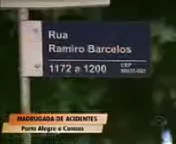 Rua
Ramiro Barcelos
1172 a 1200
CEP
MADRUGADA DE ACIDENTES
Porto Alegre e Canoas